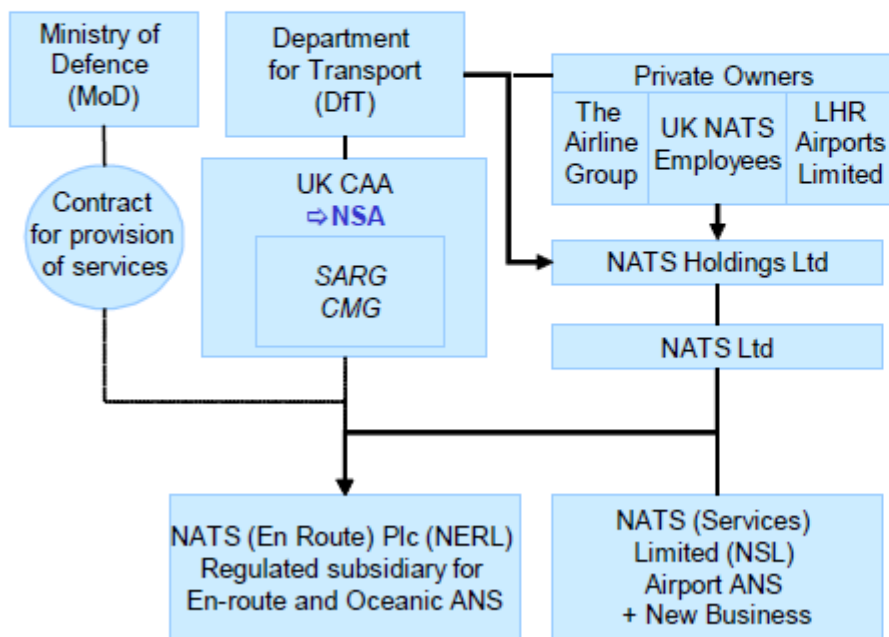 Ministry of
Defence
(MoD)
Department
for Transport
(DfT)
Private Owners
The
Airline
Group
UK NATS
Employees
LHR
Airports
Limited
Contract
for provision
of services
UK CAA
⇨NSA
SARG
CMG
NATS Holdings Ltd
NATS Ltd
NATS (En Route) Plc (NERL)
Regulated subsidiary for
En-route and Oceanic ANS
NATS (Services)
Limited (NSL)
Airport ANS
+ New Business